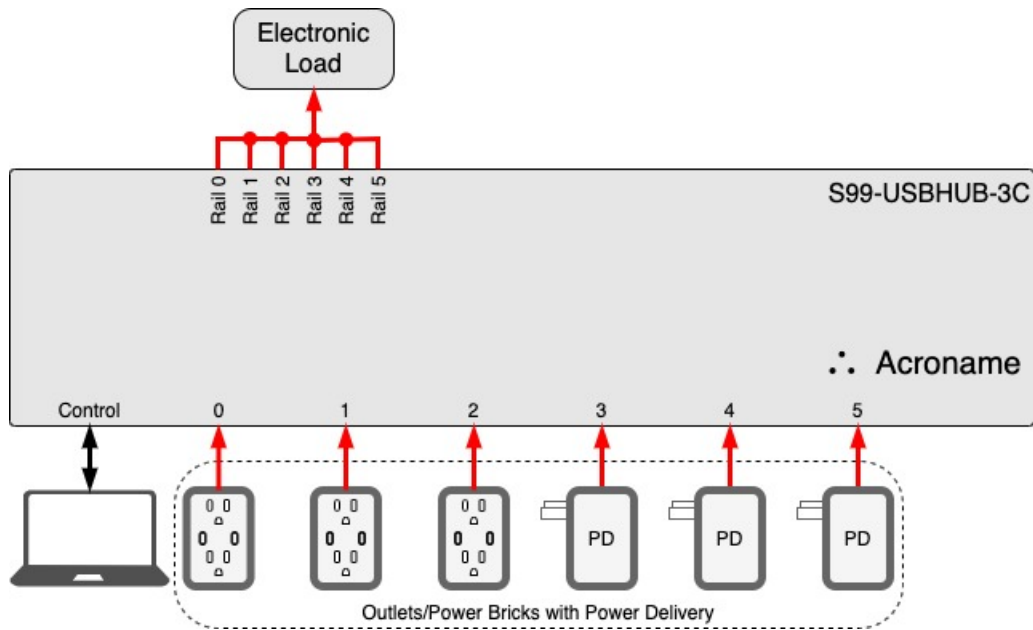 Electronic
Load
Rail 0
Rail 1
Rail 2
Rail 3
Rail 4
Rail 5
S99-USBHUB-3C
Acroname
Control
0
1
2
3
4
5
PD
PD
PD
Outlets/Power Bricks with Power Delivery